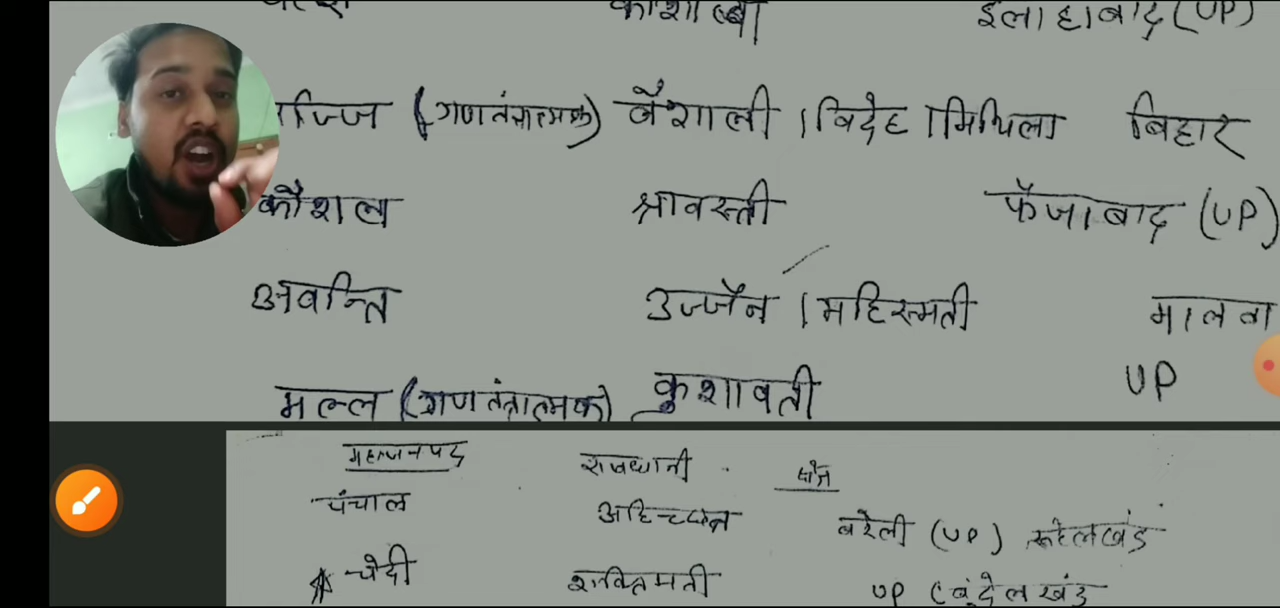 कौशाम्बी इलाहाबाद (UP)
वज्जि (गणतंत्रात्मक) वैशाली / विदेह / मिथिला बिहार
कौशल श्रावस्ती फैजाबाद (UP)
अवन्ति उज्जैन / महिस्मती मालवा
मल्ल (गणतंत्रात्मक) कुशावती UP
महाजनपद राजधानी क्षेत्र
पंचाल अहिच्छत्र बरेली (UP) रूहेलखंड
चेदी शक्तिमती UP (बुंदेलखंड